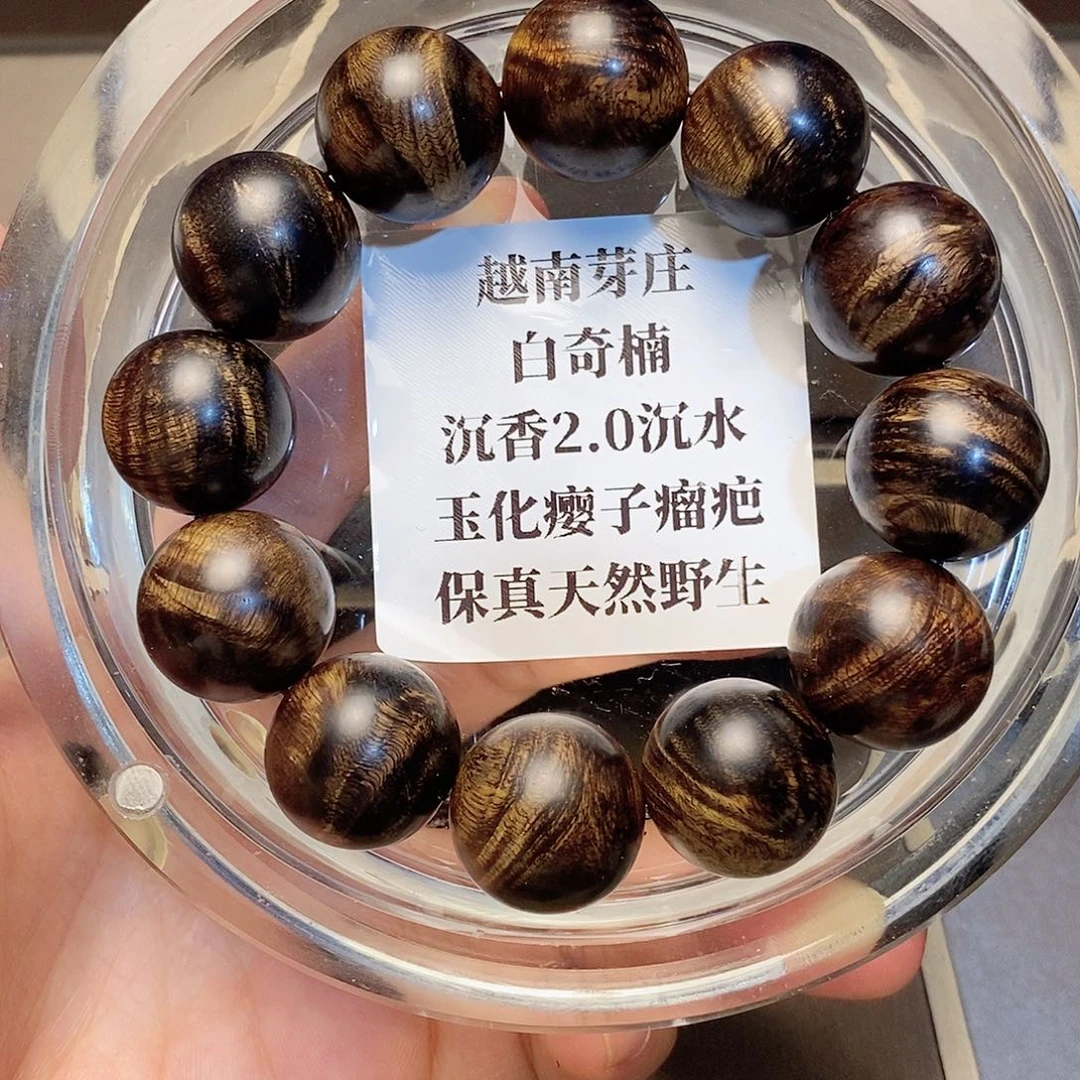 越南芽庄
白奇楠
沉香2.0沉水
玉化瘿子瘤疤
保真天然野生